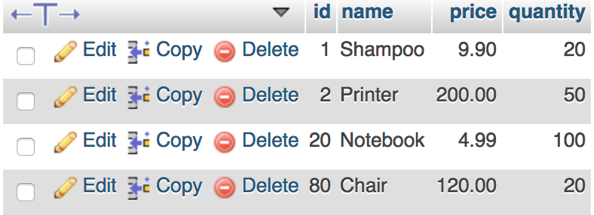 id name price quantity
Edit Copy Delete 1 Shampoo 9.90 20
Edit Copy Delete 2 Printer 200.00 50
Edit Copy Delete 20 Notebook 4.99 100
Edit Copy Delete 80 Chair 120.00 20